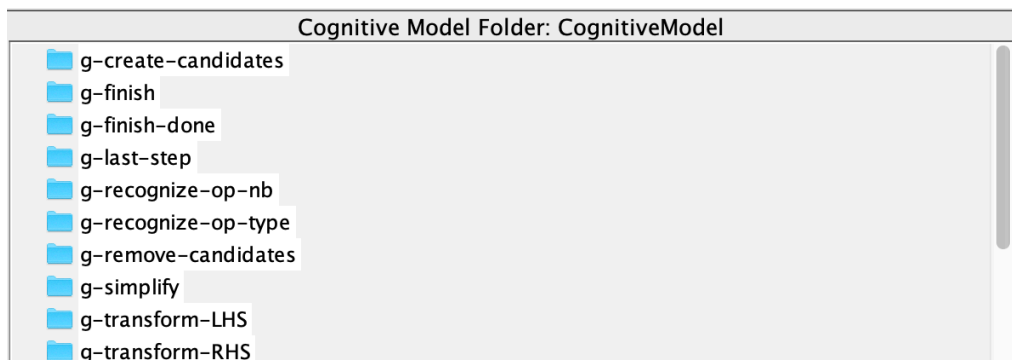 Cognitive Model Folder: CognitiveModel
g-create-candidates
g-finish
g-finish-done
g-last-step
g-recognize-op-nb
g-recognize-op-type
g-remove-candidates
g-simplify
g-transform-LHS
g-transform-RHS